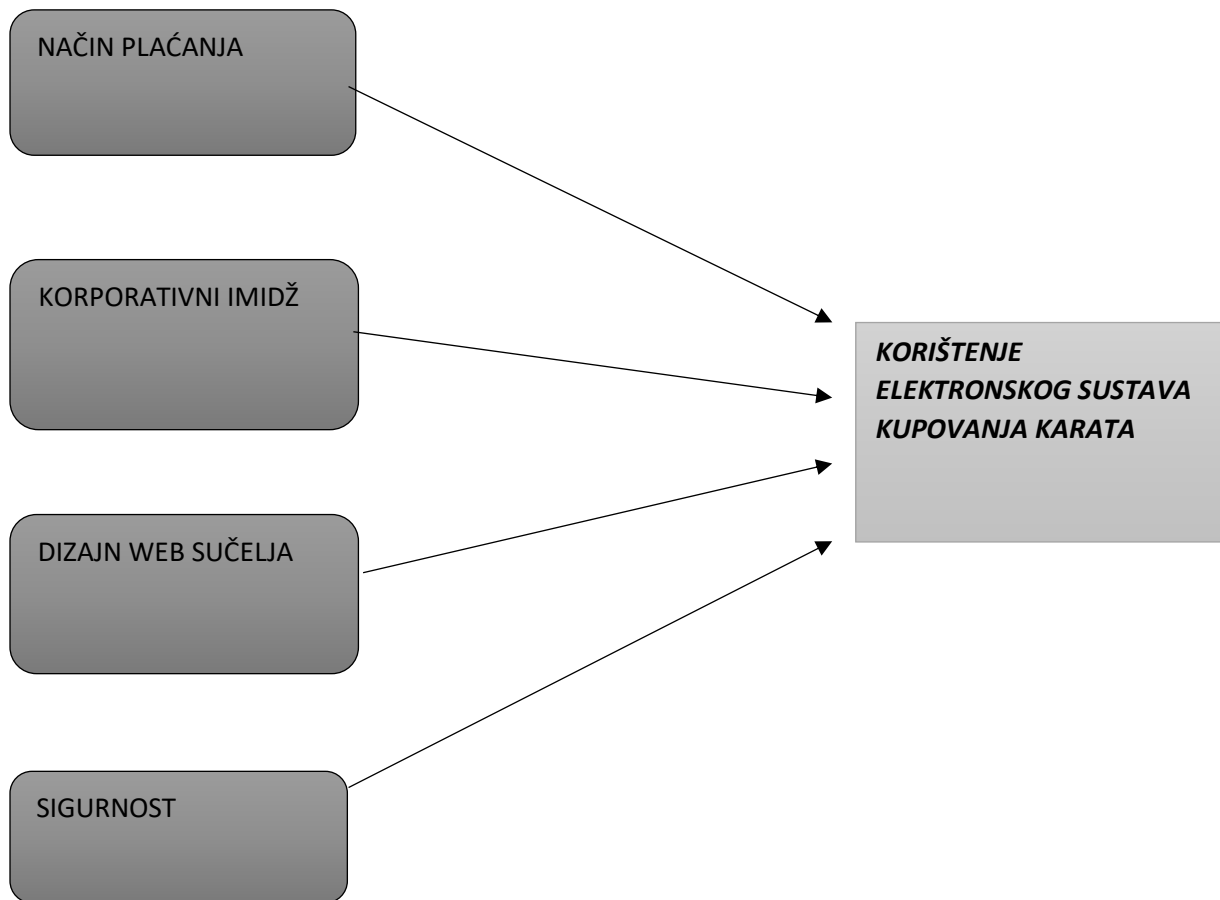 NAČIN PLAĆANJA
KORPORATIVNI IMIDŽ
KORIŠTENJE
ELEKTRONSKOG SUSTAVA
KUPOVANJA KARATA
DIZAJN WEB SUČELJA
SIGURNOST